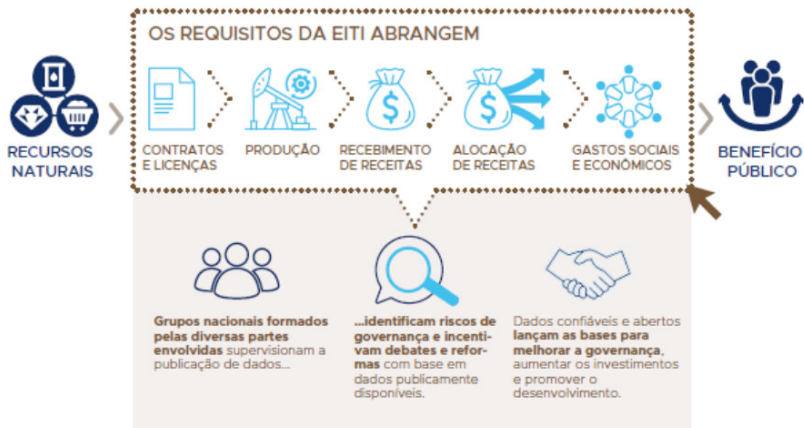 OS REQUISITOS DA EITI ABRANGEM
RECURSOS
NATURAIS
CONTRATOS
E LICENÇAS
PRODUÇÃO
RECEBIMENTO
DE RECEITAS
ALOCAÇÃO
DE RECEITAS
GASTOS SOCIAIS
E ECONÔMICOS
BENEFÍCIO
PÚBLICO
Grupos nacionais formados
pelas diversas partes
envolvidas supervisionam a
publicação de dados...
...identificam riscos de
governança e incenti-
vam debates e refor-
mas com base em
dados publicamente
disponíveis.
Dados confiáveis e abertos
lançam as bases para
melhorar a governança,
aumentar os investimentos
e promover o
desenvolvimento.